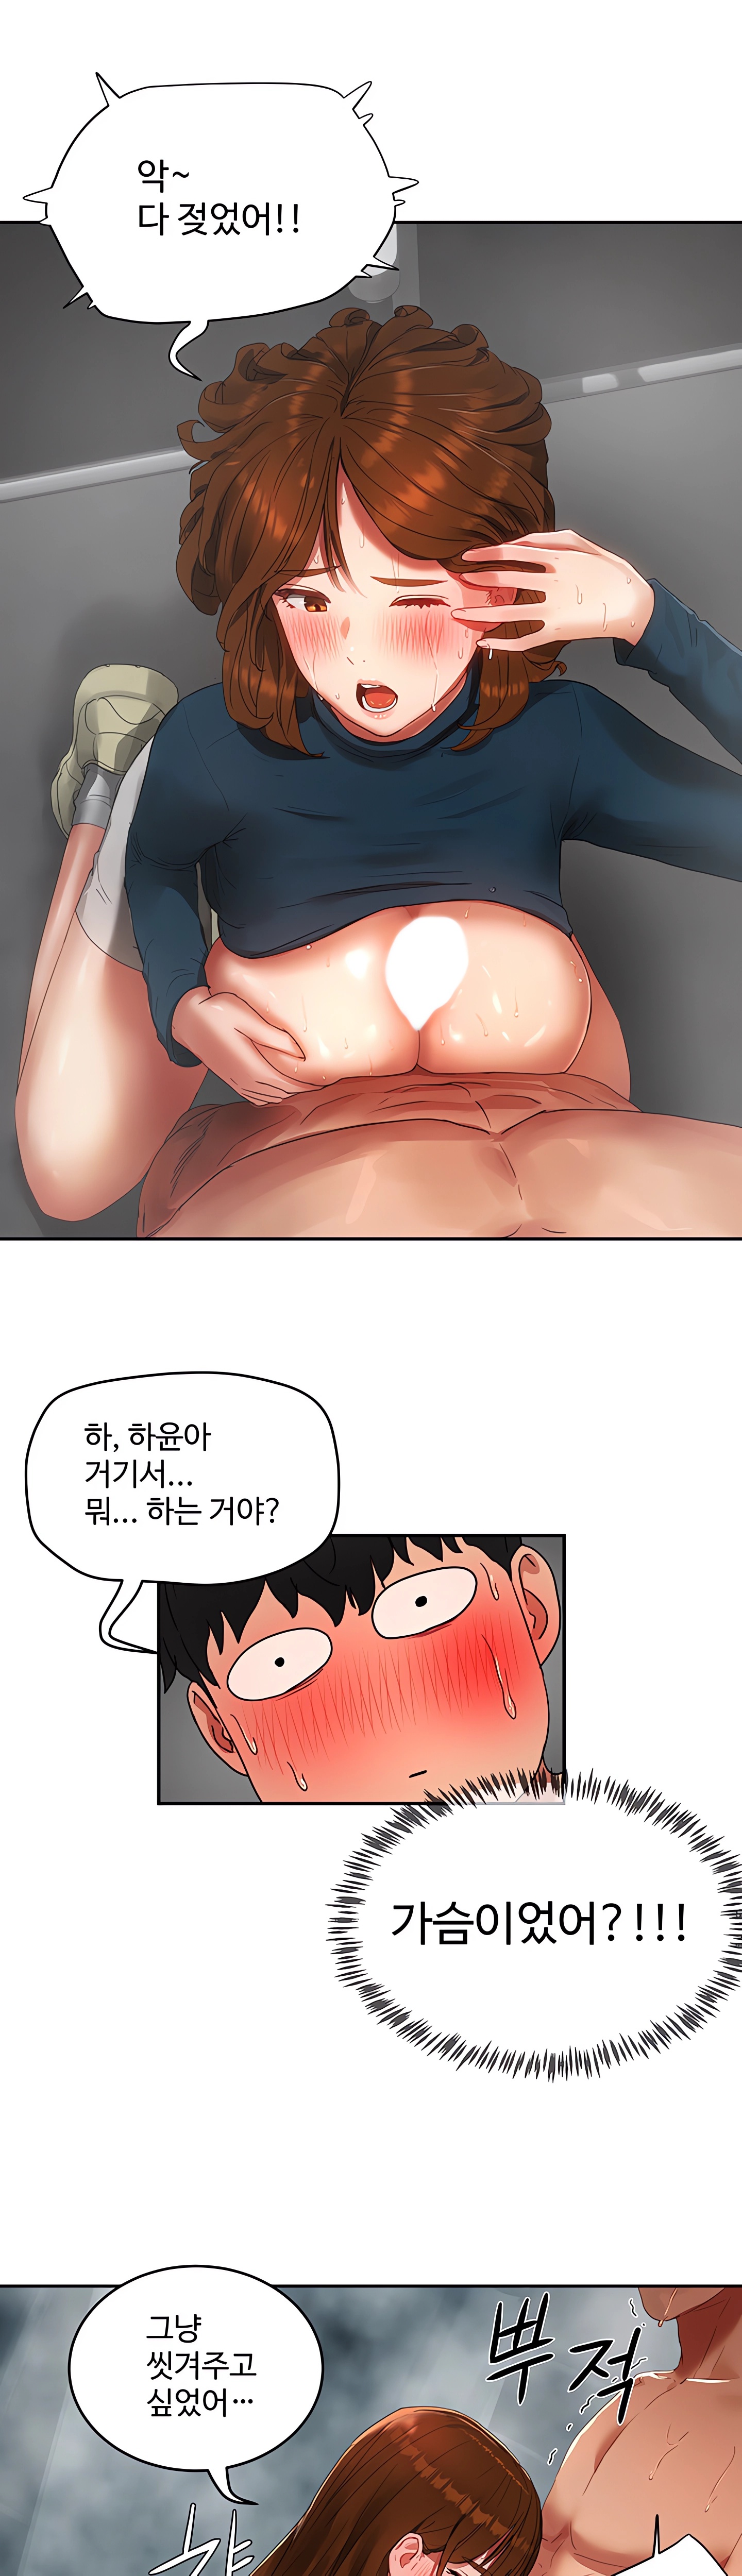 악~
다 젖었어!!
하, 하윤아
거기서...
뭐... 하는 거야?
가슴이었어?!!!
그냥
씻겨주고
싶었어...
뿌적